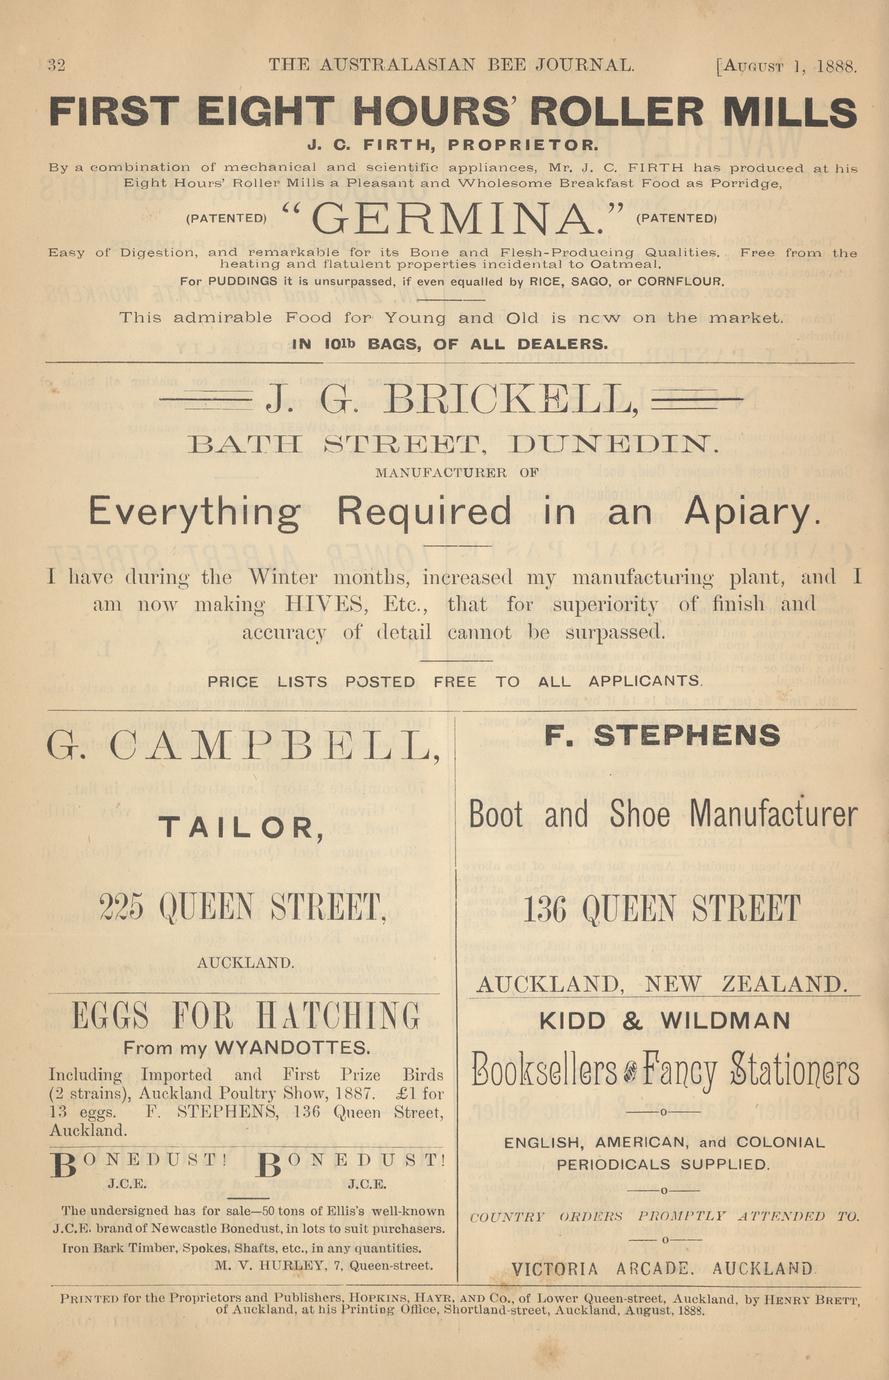 32
THE AUSTRALASIAN BEE JOURNAL.
[AUGUST 1, 1888.
FIRST EIGHT HOURS' ROLLER MILLS
J. C. FIRTH, PROPRIETOR.
By a combination of mechanical and scientific appliances, Mr. J. C. FIRTH has produced at his
Eight Hours' Roller Mills a Pleasant and Wholesome Breakfast Food as Porridge,
(PATENTED) “GERMINA.” (PATENTED)
Easy of Digestion, and remarkable for its Bone and Flesh-Producing Qualities. Free from the
heating and flatulent properties incidental to Oatmeal.
For PUDDINGS it is unsurpassed, if even equalled by RICE, SAGO, or CORNFLOUR.
This admirable Food for Young and Old is now on the market.
IN 10lb BAGS, OF ALL DEALERS.
J. G. BRICKELL,
BATH STREET, DUNEDIN.
MANUFACTURER OF
Everything Required in an Apiary.
I have during the Winter months, increased my manufacturing plant, and I
am now making HIVES, Etc., that for superiority of finish and
accuracy of detail cannot be surpassed.
PRICE LISTS POSTED FREE TO ALL APPLICANTS.
G. CAMPBELL,
TAILOR,
225 QUEEN STREET,
AUCKLAND.
EGGS FOR HATCHING
From my WYANDOTTES.
Including Imported and First Prize Birds
(2 strains), Auckland Poultry Show, 1887. £1 for
13 eggs. F. STEPHENS, 136 Queen Street,
Auckland.
BONEDUST! BONEDUST!
J.C.E. J.C.E.
The undersigned has for sale—50 tons of Ellis's well-known
J.C.E. brand of Newcastle Bonedust, in lots to suit purchasers.
Iron Bark Timber, Spokes, Shafts, etc., in any quantities.
M. V. HURLEY, 7, Queen-street.
F. STEPHENS
Boot and Shoe Manufacturer
136 QUEEN STREET
AUCKLAND, NEW ZEALAND.
KIDD & WILDMAN
Booksellers & Fancy Stationers
—o—
ENGLISH, AMERICAN, and COLONIAL
PERIODICALS SUPPLIED.
—o—
COUNTRY ORDERS PROMPTLY ATTENDED TO.
—o—
VICTORIA ARCADE. AUCKLAND
PRINTED for the Proprietors and Publishers, HOPKINS, HAYR, AND Co., of Lower Queen-street, Auckland, by HENRY BRETT,
of Auckland, at his Printing Office, Shortland-street, Auckland, August, 1888.